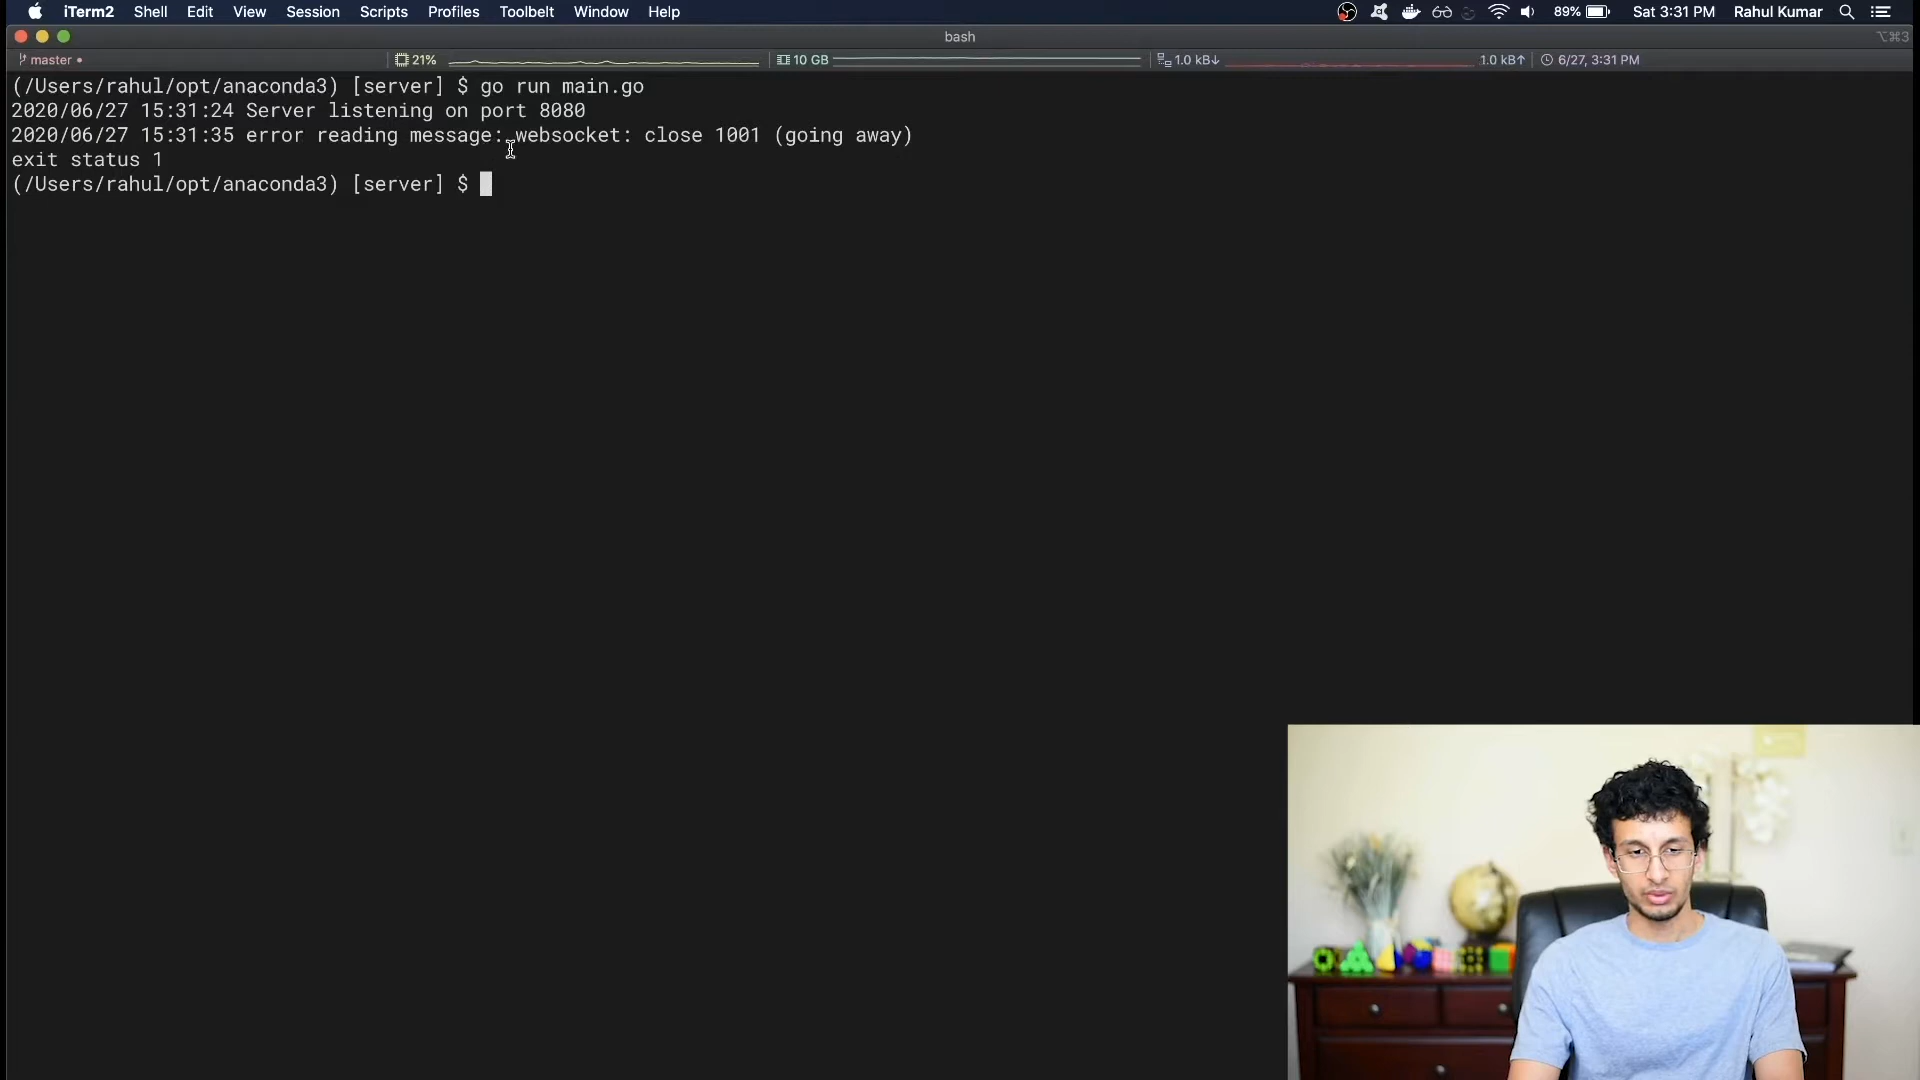 iTerm2 Shell Edit View Session Scripts Profiles Toolbelt Window Help 89% Sat 3:31 PM Rahul Kumar
bash ⌥⌘3
master • 21% 10 GB 1.0 kB↓ 1.0 kB↑ 6/27, 3:31 PM
(/Users/rahul/opt/anaconda3) [server] $ go run main.go
2020/06/27 15:31:24 Server listening on port 8080
2020/06/27 15:31:35 error reading message: websocket: close 1001 (going away)
exit status 1
(/Users/rahul/opt/anaconda3) [server] $